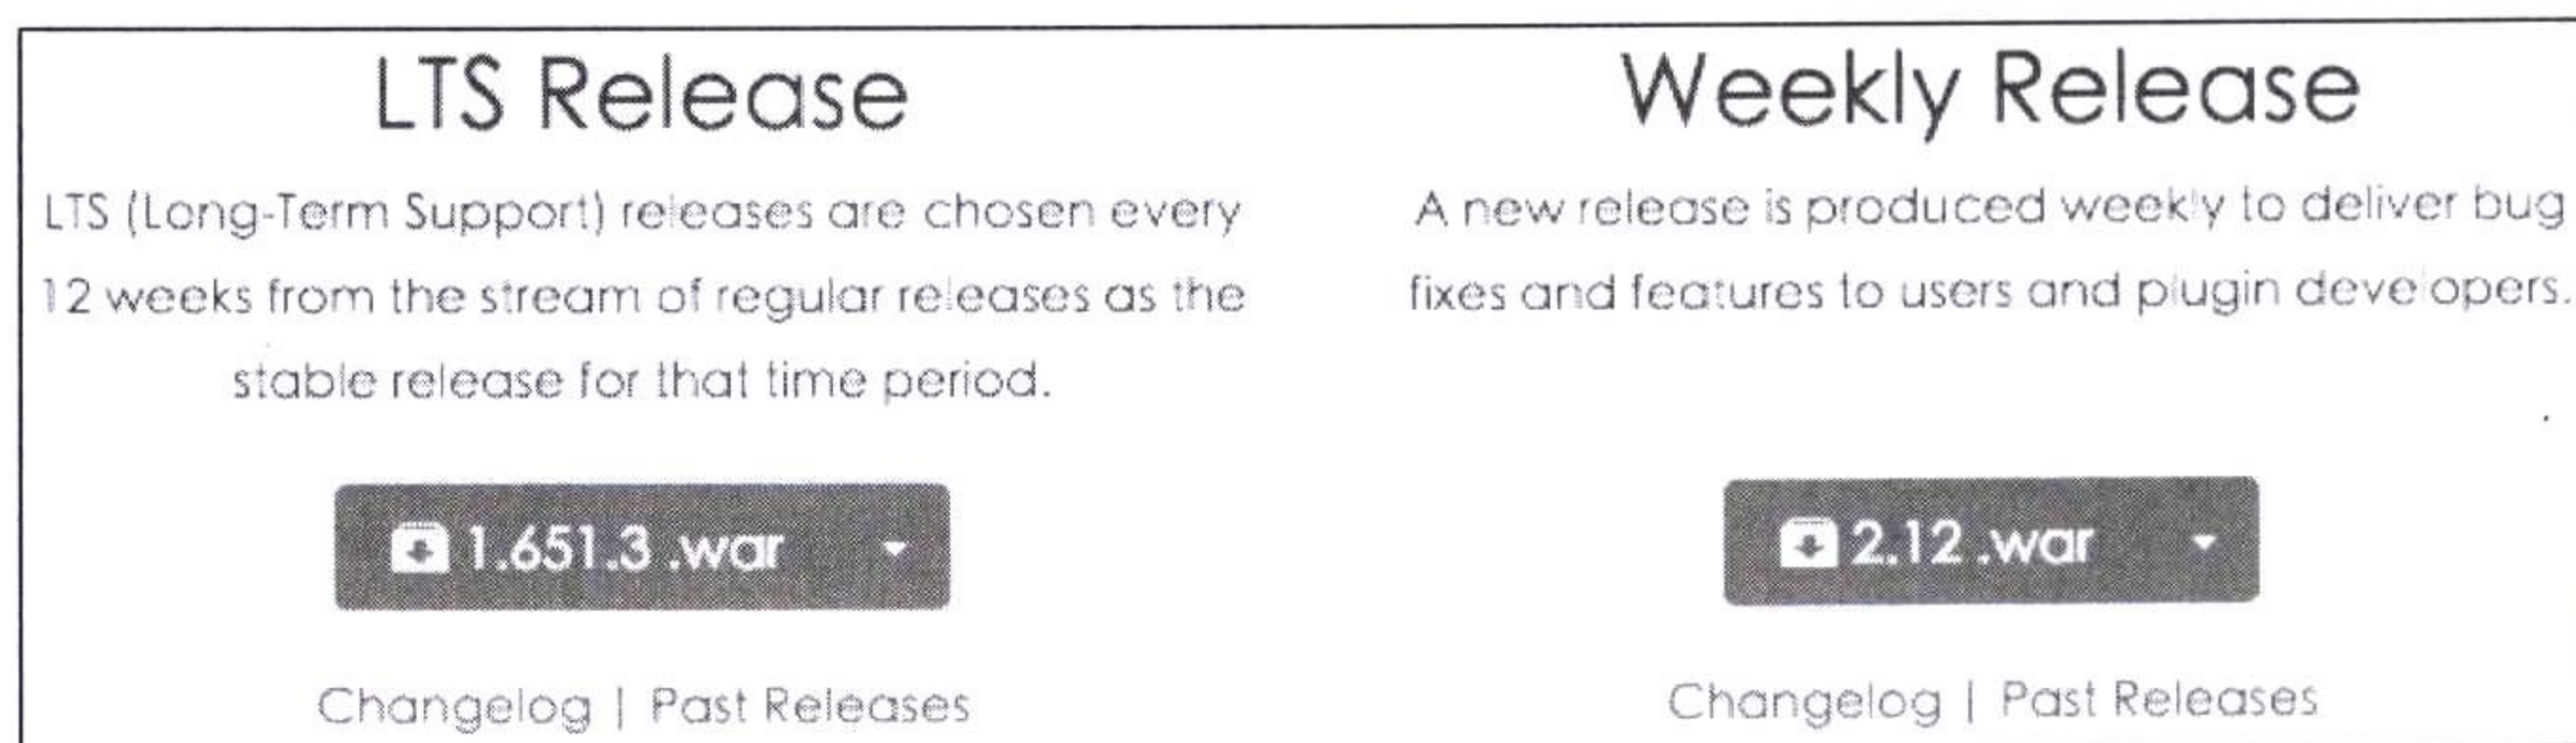 LTS Release
LTS (Long-Term Support) releases are chosen every
12 weeks from the stream of regular releases as the
stable release for that time period.
1.651.3 .war
Changelog | Past Releases
Weekly Release
A new release is produced weekly to deliver bug
fixes and features to users and plugin developers.
2.12 .war
Changelog | Past Releases